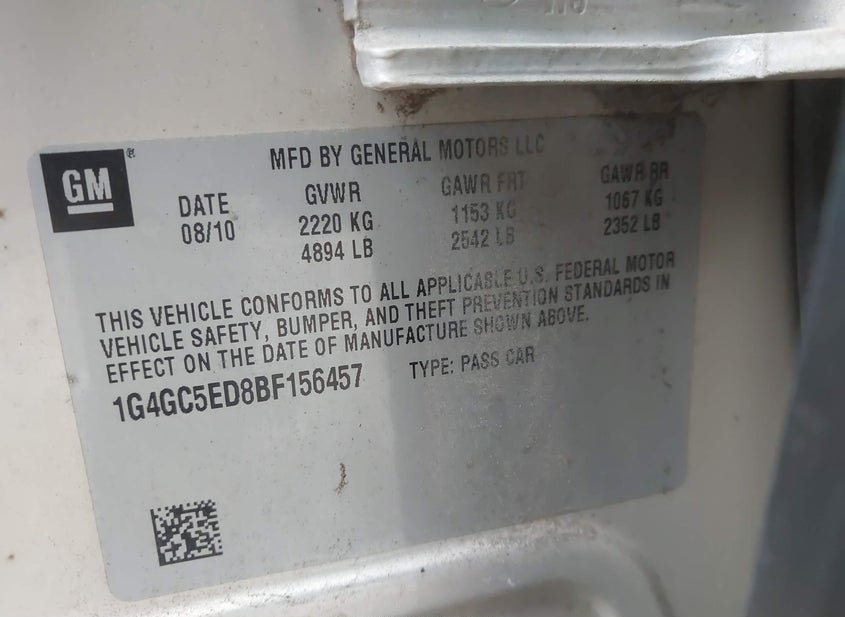 GM
MFD BY GENERAL MOTORS LLC
DATE GVWR GAWR FRT GAWR RR
08/10 2220 KG 1153 KG 1067 KG
4894 LB 2542 LB 2352 LB
THIS VEHICLE CONFORMS TO ALL APPLICABLE U.S. FEDERAL MOTOR
VEHICLE SAFETY, BUMPER, AND THEFT PREVENTION STANDARDS IN
EFFECT ON THE DATE OF MANUFACTURE SHOWN ABOVE.
1G4GC5ED8BF156457 TYPE: PASS CAR